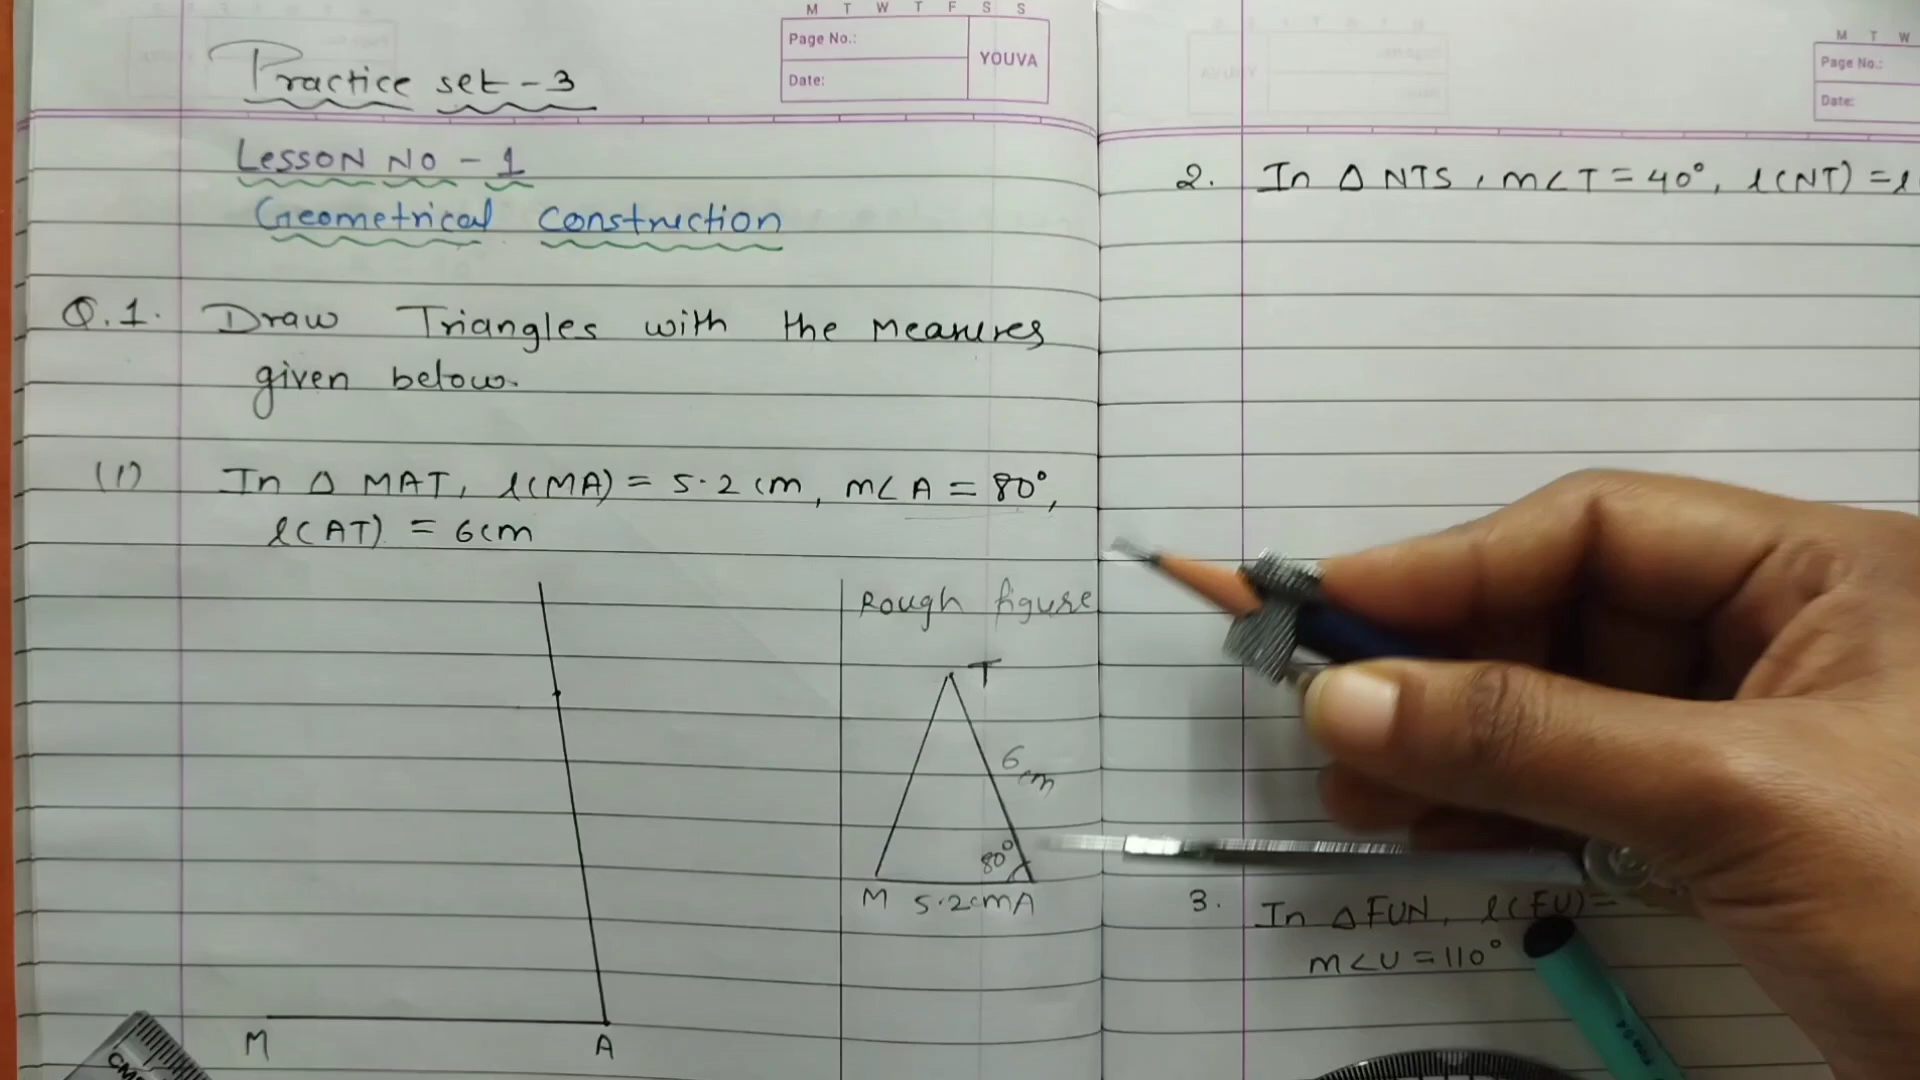 M T W T F S S
Page No.:
Date:
YOUVA
Practice set - 3
Lesson No - 1
Geometrical Construction
Q.1. Draw Triangles with the Measures
given below.
(1) In △ MAT, l(MA) = 5.2 cm, m∠A = 80°,
l(AT) = 6cm
Rough figure
T
6 cm
80°
M 5.2cm A
M A
CM
M T W
Page No.:
Date:
2. In △ NTS, m∠T = 40°, l(NT) = l
3. In △ FUN, l(FU) =
m∠U = 110°